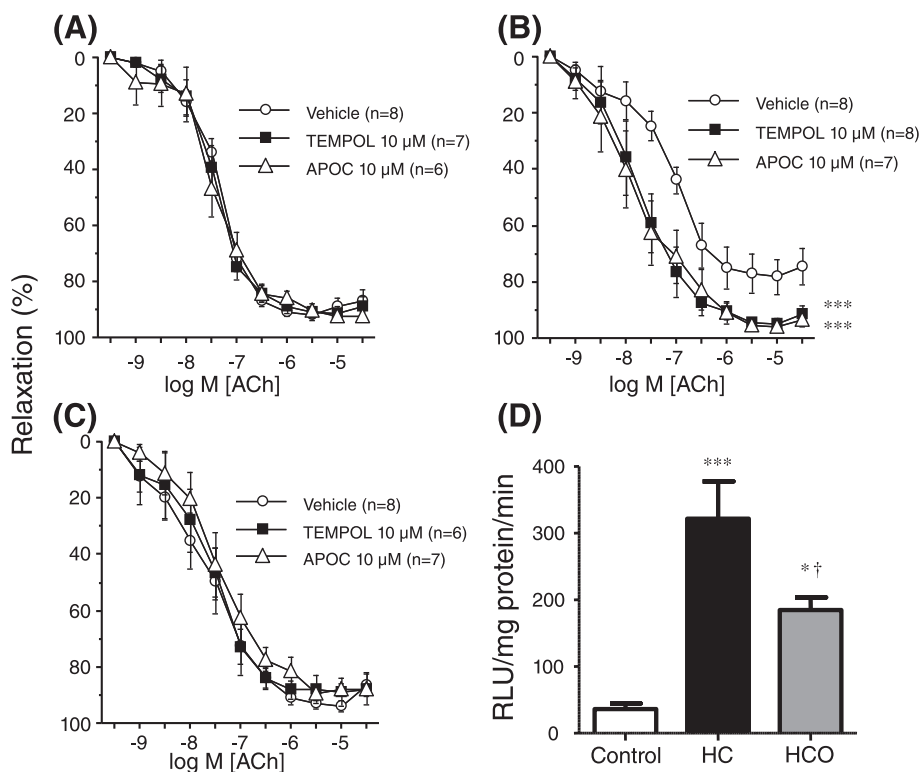 (A)
0
20
40
60
80
100
Vehicle (n=8)
TEMPOL 10 µM (n=7)
APOC 10 µM (n=6)
-9 -8 -7 -6 -5
log M [ACh]
(B)
0
20
40
60
80
100
Vehicle (n=8)
TEMPOL 10 µM (n=8)
APOC 10 µM (n=7)
***
***
-9 -8 -7 -6 -5
log M [ACh]
Relaxation (%)
(C)
0
20
40
60
80
100
Vehicle (n=8)
TEMPOL 10 µM (n=6)
APOC 10 µM (n=7)
-9 -8 -7 -6 -5
log M [ACh]
(D)
RLU/mg protein/min
400
300
200
100
0
***
* †
Control HC HCO